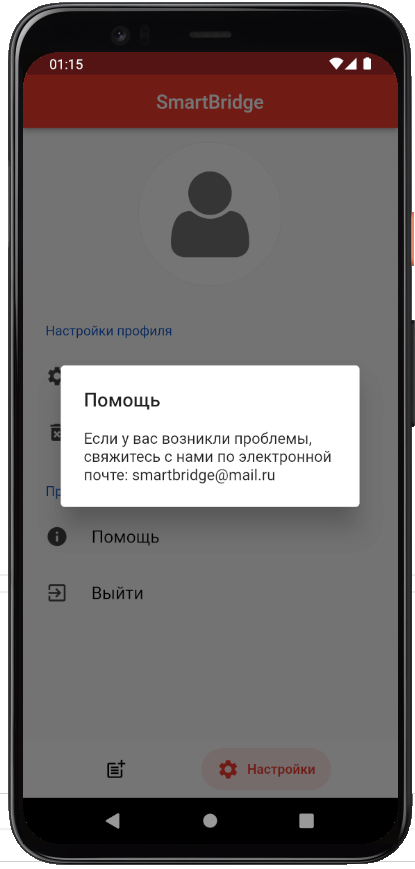 01:15
SmartBridge
Настройки профиля
Помощь
Если у вас возникли проблемы,
свяжитесь с нами по электронной
почте: smartbridge@mail.ru
Пр
Помощь
Выйти
Настройки